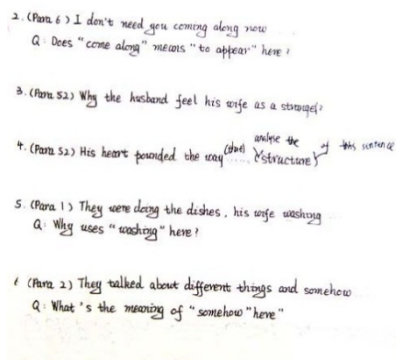 2. (Para 6) I don't need you coming along now
Q: Does "come along" means "to appear" here?
3. (Para 52) Why the husband feel his wife as a stranger?
4. (Para 52) His heart pounded the way (that) ...... analyse the structure of this sentence
5. (Para 1) They were doing the dishes, his wife washing
Q: Why uses "washing" here?
6 (Para 2) They talked about different things and somehow
Q: What's the meaning of "somehow" here"